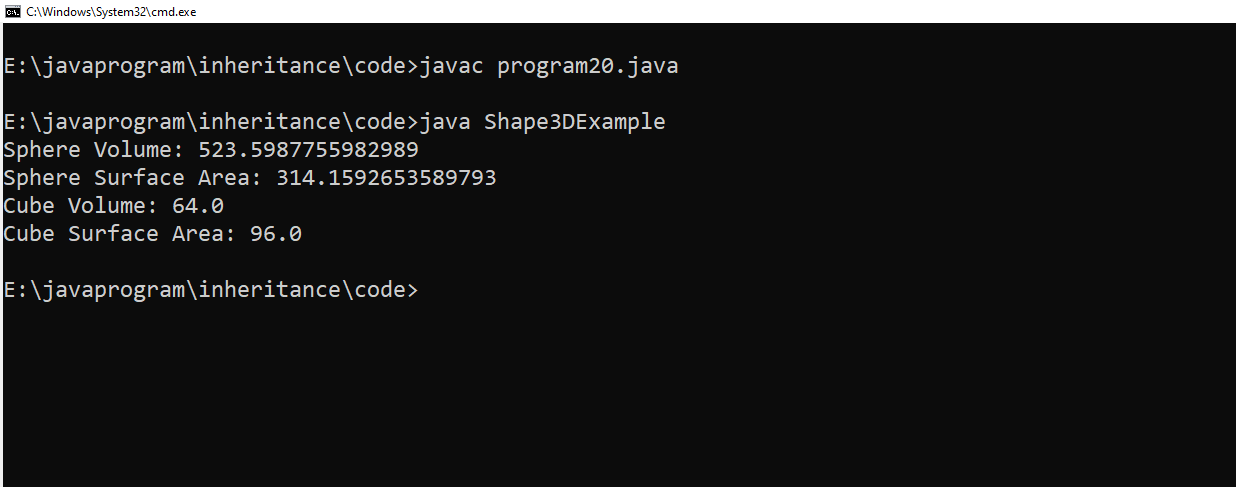 C:\Windows\System32\cmd.exe
E:\javaprogram\inheritance\code>javac program20.java
E:\javaprogram\inheritance\code>java Shape3DExample
Sphere Volume: 523.5987755982989
Sphere Surface Area: 314.1592653589793
Cube Volume: 64.0
Cube Surface Area: 96.0
E:\javaprogram\inheritance\code>